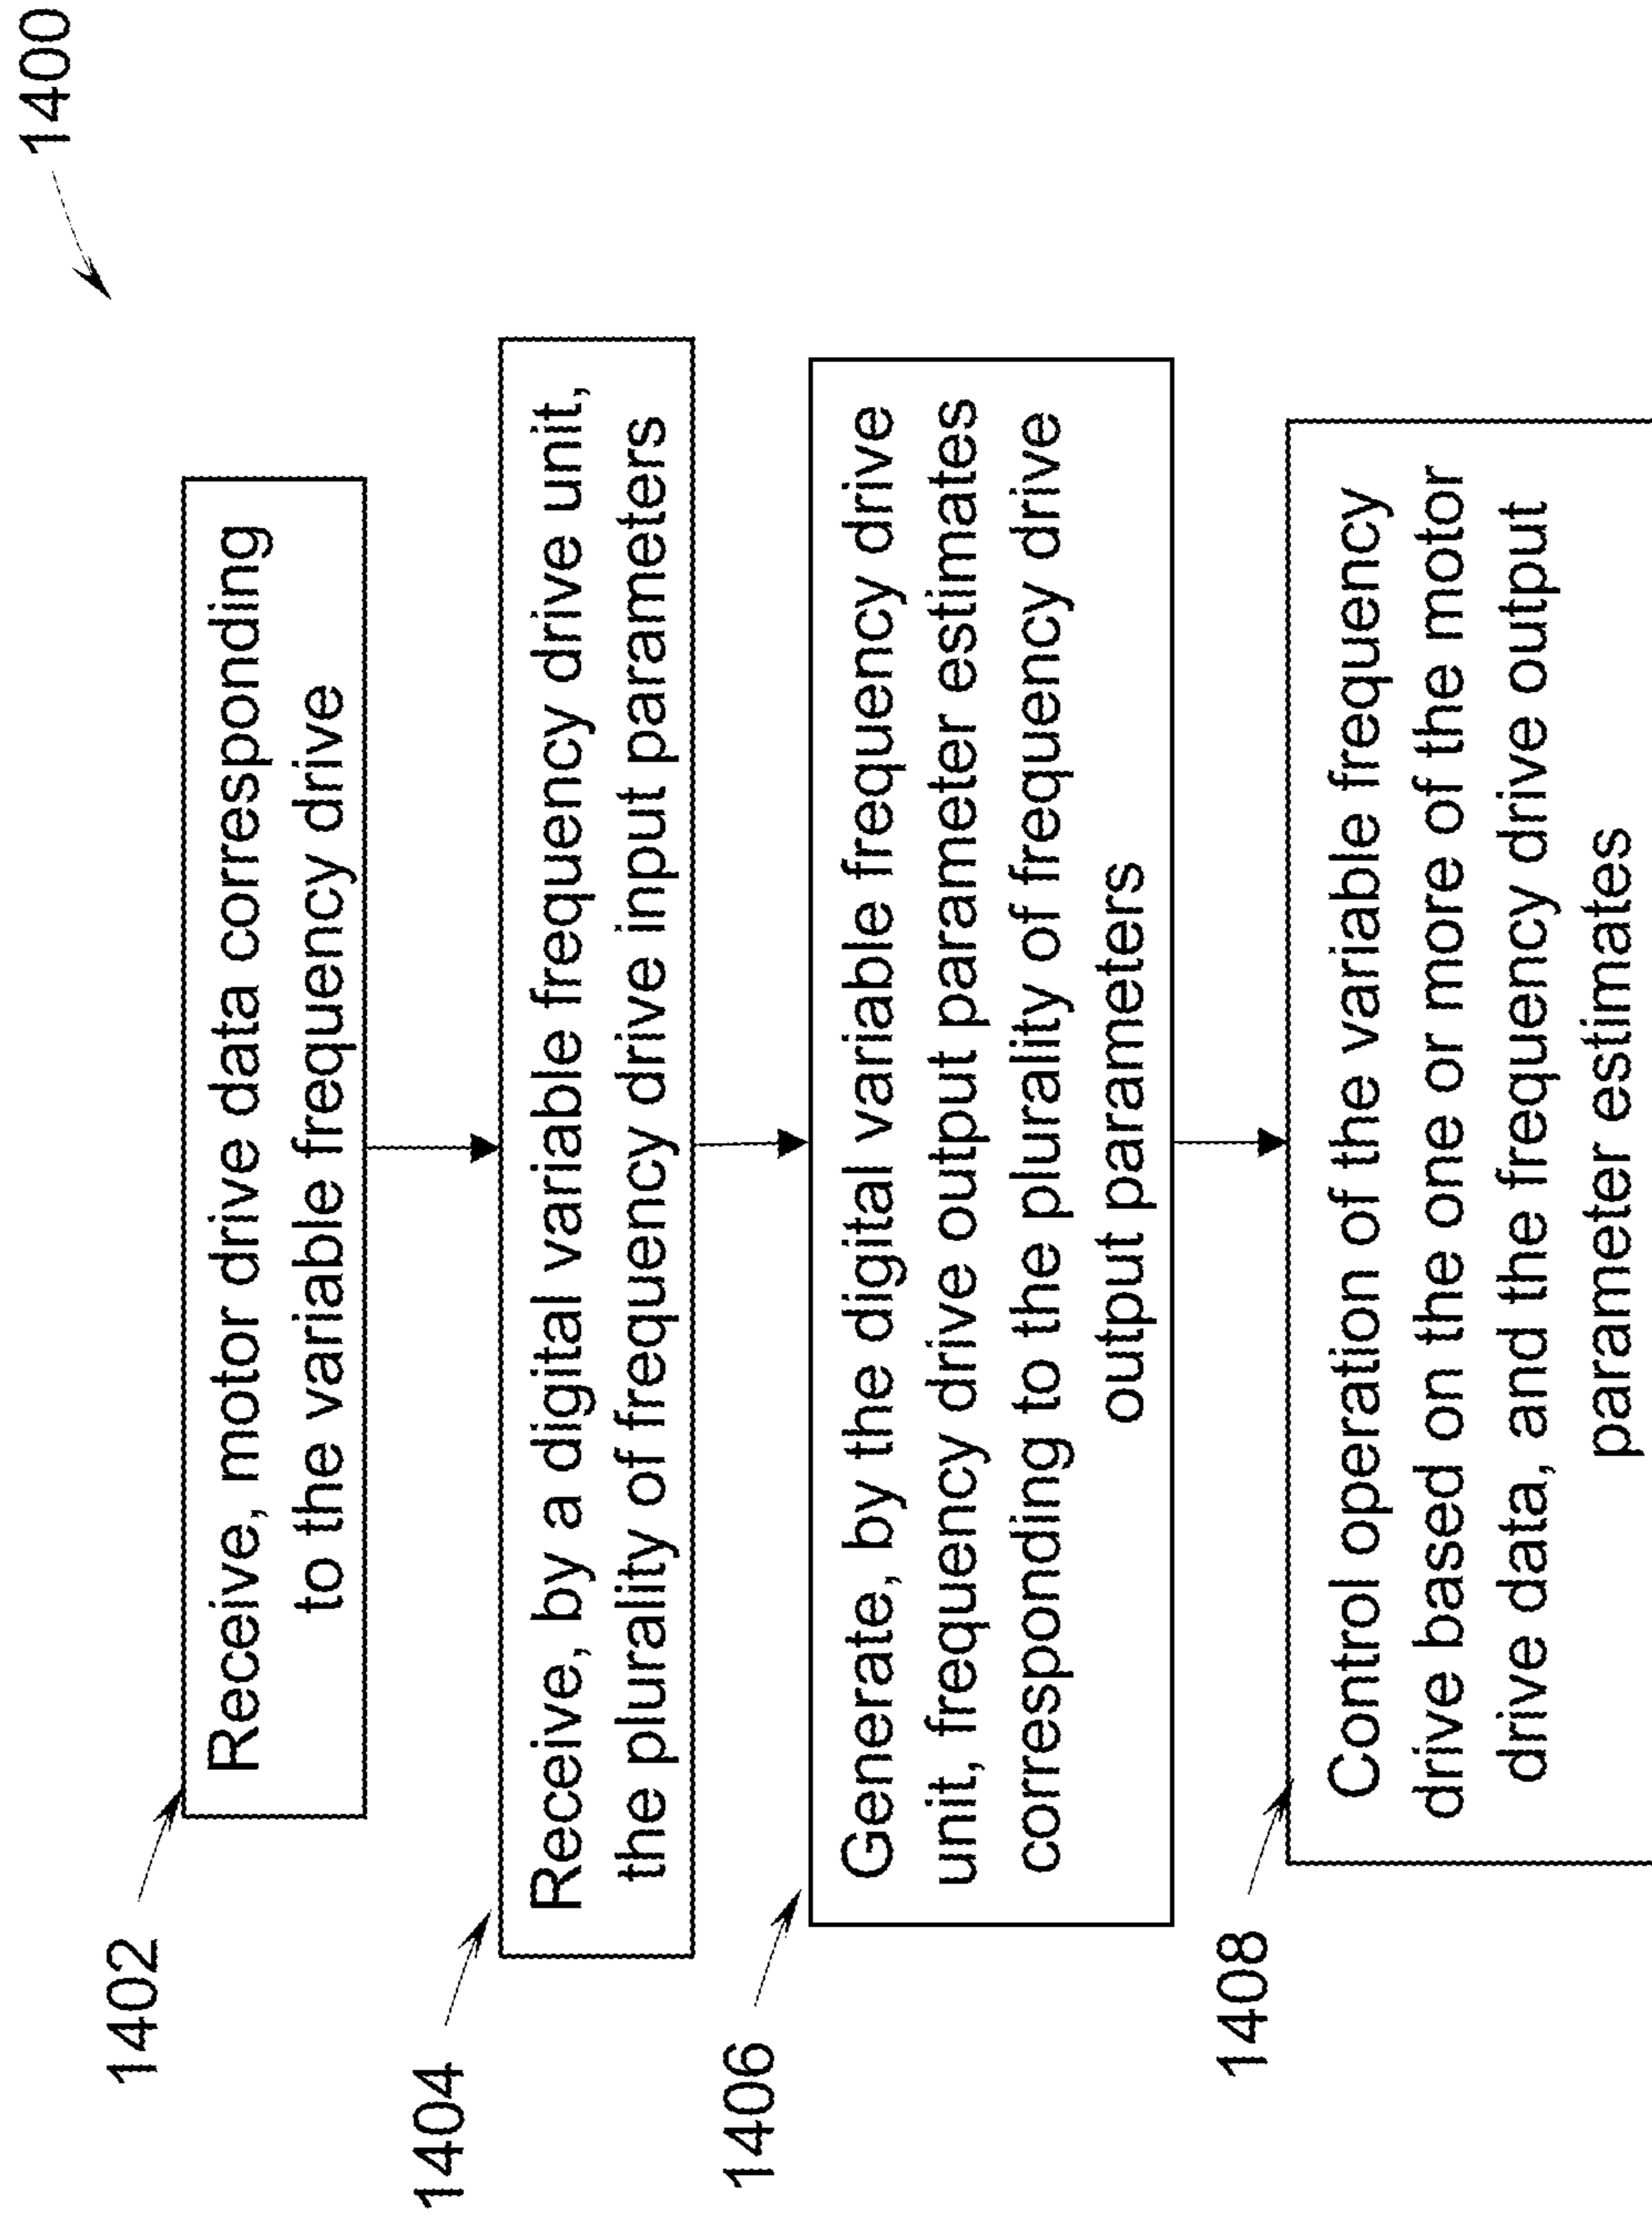 1400
1402
Receive, motor drive data corresponding
to the variable frequency drive
1404
Receive, by a digital variable frequency drive unit,
the plurality of frequency drive input parameters
1406
Generate, by the digital variable frequency drive
unit, frequency drive output parameter estimates
corresponding to the plurality of frequency drive
output parameters
1408
Control operation of the variable frequency
drive based on the one or more of the motor
drive data, and the frequency drive output
parameter estimates